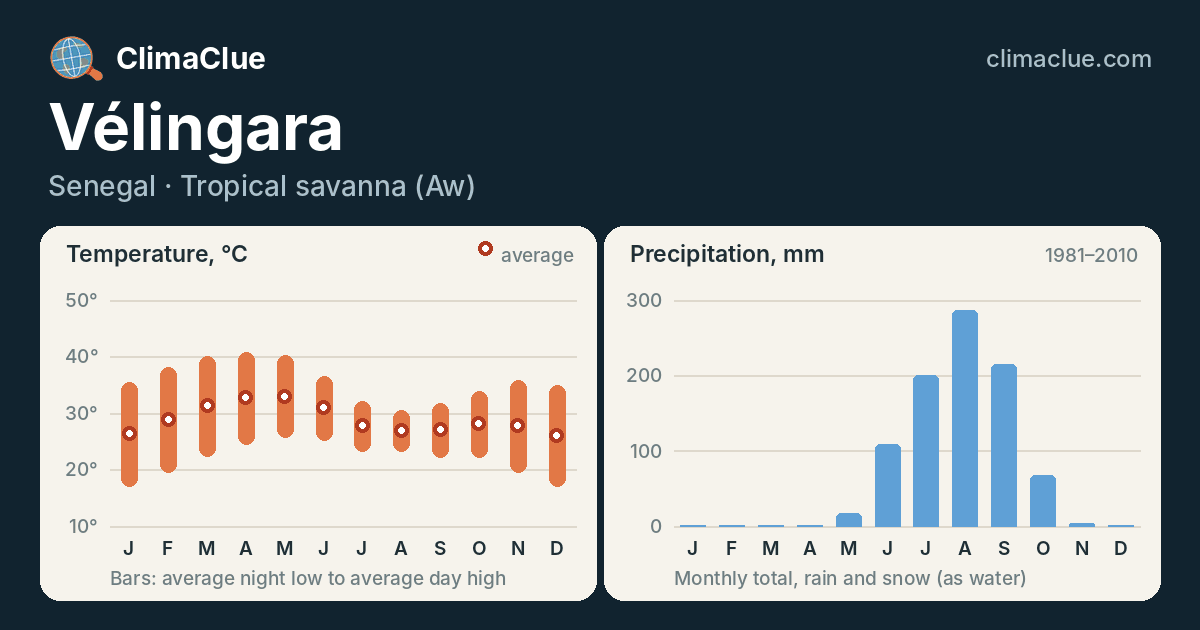 ClimaClue
climaclue.com
Vélingara
Senegal · Tropical savanna (Aw)
Temperature, °C
average
50°
40°
30°
20°
10°
J F M A M J J A S O N D
Bars: average night low to average day high
Precipitation, mm
1981–2010
300
200
100
0
J F M A M J J A S O N D
Monthly total, rain and snow (as water)